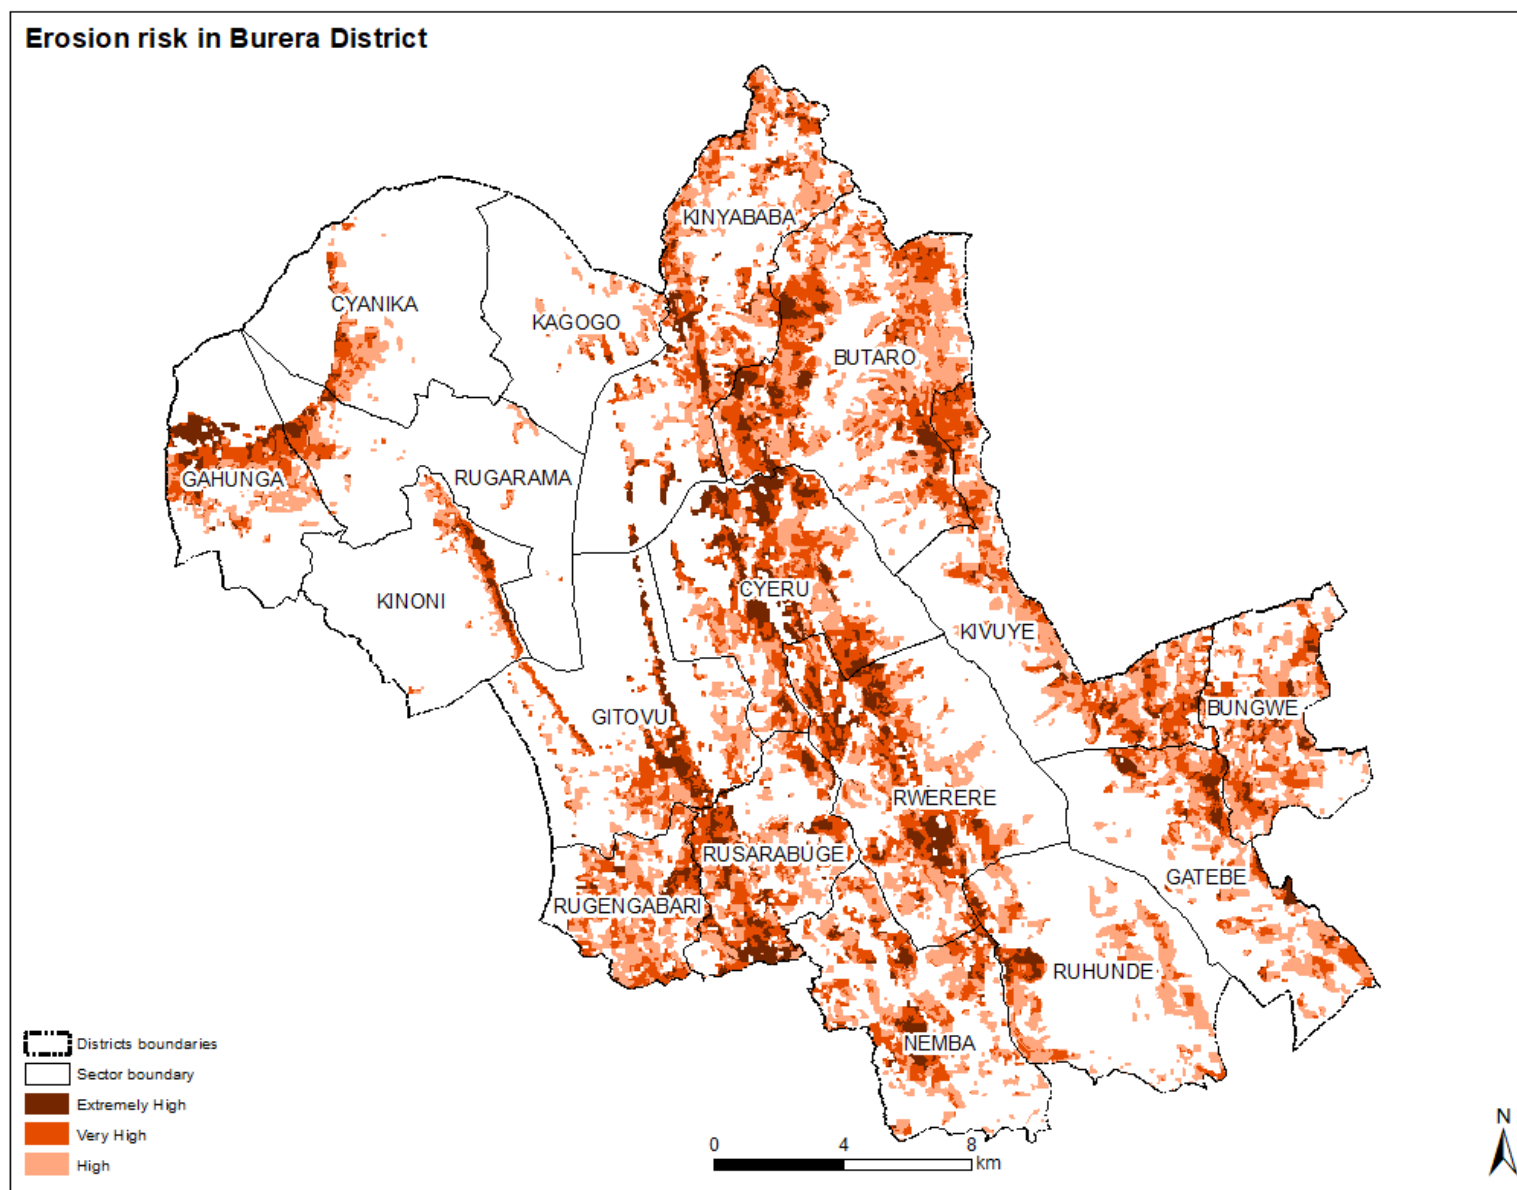 Erosion risk in Burera District
KINYABABA
CYANIKA
KAGOGO
BUTARO
GAHUNGA
RUGARAMA
CYERU
KINONI
KIVUYE
GITOVU
BUNGWE
RWERERE
RUSARABUGE
GATEBE
RUGENGABARI
RUHUNDE
NEMBA
Districts boundaries
Sector boundary
Extremely High
Very High
High
0 4 8
km
N